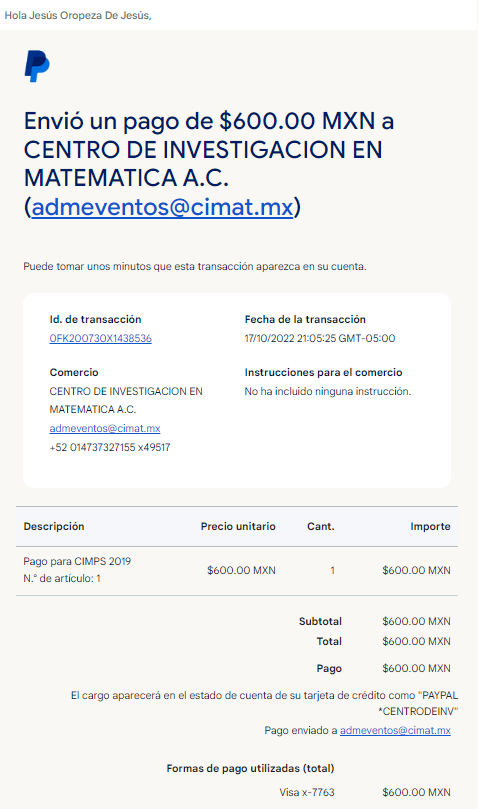 Hola Jesús Oropeza De Jesús,
Envió un pago de $600.00 MXN a
CENTRO DE INVESTIGACION EN
MATEMATICA A.C.
(admeventos@cimat.mx)
Puede tomar unos minutos que esta transacción aparezca en su cuenta.
Id. de transacción
0FK200730X1438536
Fecha de la transacción
17/10/2022 21:05:25 GMT-05:00
Comercio
CENTRO DE INVESTIGACION EN
MATEMATICA A.C.
admeventos@cimat.mx
+52 014737327155 x49517
Instrucciones para el comercio
No ha incluido ninguna instrucción.
Descripción Precio unitario Cant. Importe
Pago para CIMPS 2019
N.° de artículo: 1
$600.00 MXN 1 $600.00 MXN
Subtotal $600.00 MXN
Total $600.00 MXN
Pago $600.00 MXN
El cargo aparecerá en el estado de cuenta de su tarjeta de crédito como "PAYPAL
*CENTRODEINV"
Pago enviado a admeventos@cimat.mx
Formas de pago utilizadas (total)
Visa x-7763 $600.00 MXN